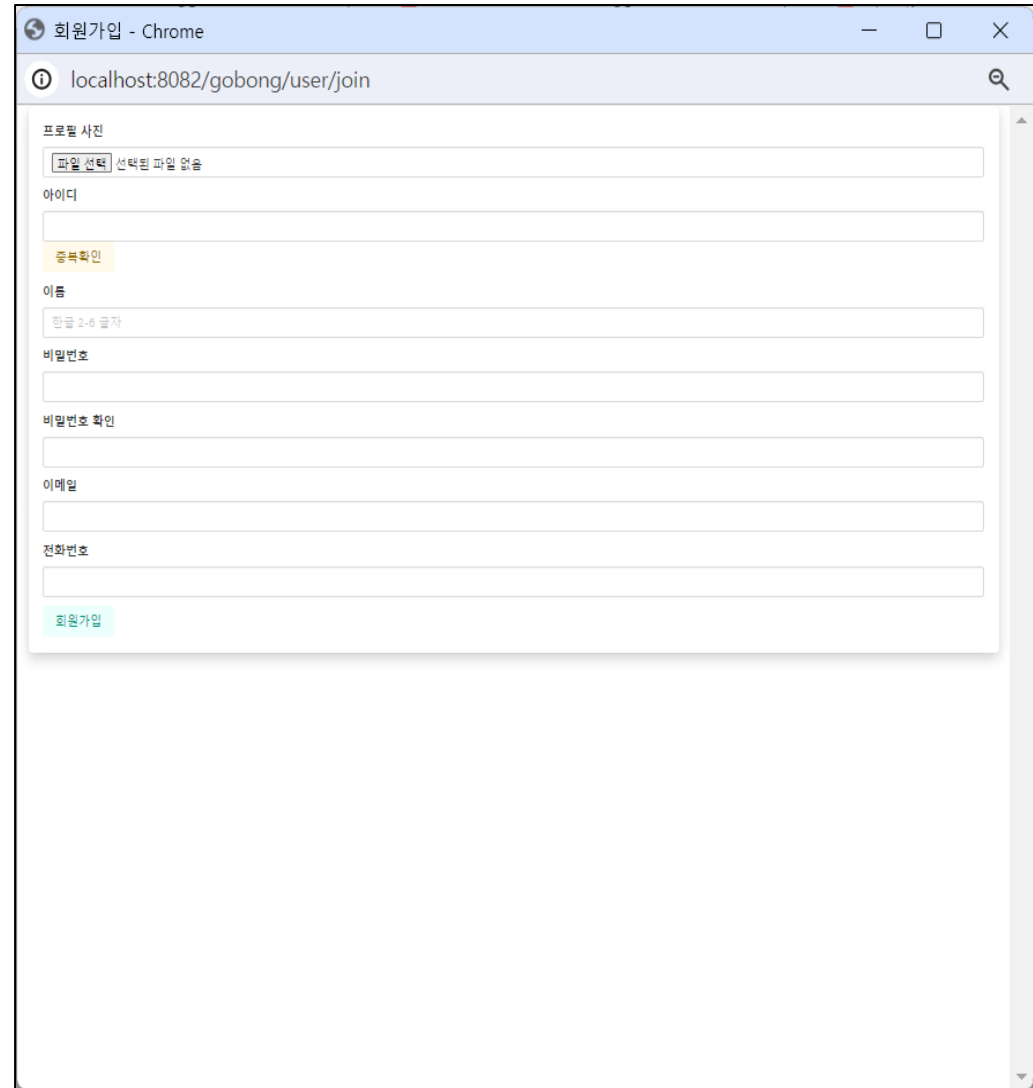 회원가입 - Chrome
localhost:8082/gobong/user/join
프로필 사진
파일 선택 선택된 파일 없음
아이디
중복확인
이름
한글 2-6 글자
비밀번호
비밀번호 확인
이메일
전화번호
회원가입